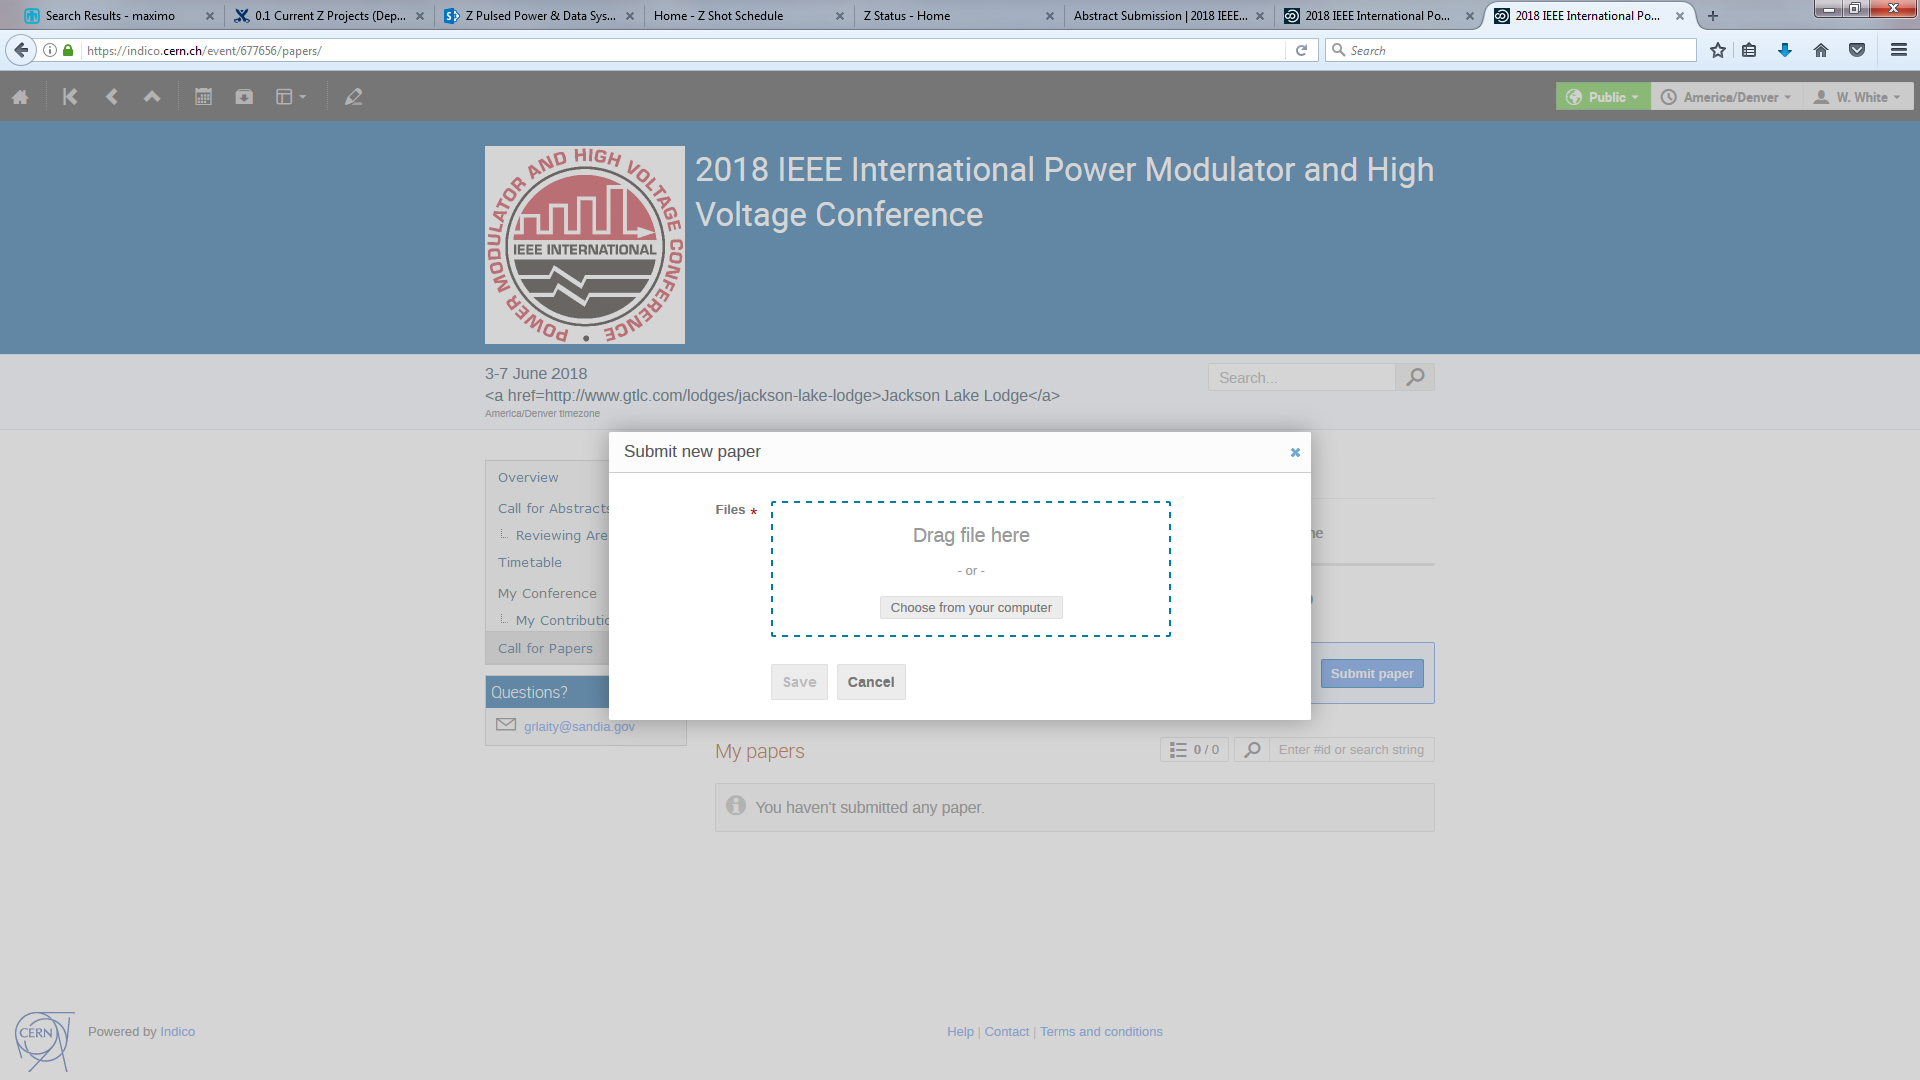 Search Results - maximo
0.1 Current Z Projects (Dep...
Z Pulsed Power & Data Sys...
Home - Z Shot Schedule
Z Status - Home
Abstract Submission | 2018 IEEE...
2018 IEEE International Po...
2018 IEEE International Po...
https://indico.cern.ch/event/677656/papers/
Search
Public
America/Denver
W. White
POWER MODULATOR AND HIGH VOLTAGE CONFERENCE
IEEE INTERNATIONAL
2018 IEEE International Power Modulator and High
Voltage Conference
3-7 June 2018
<a href=http://www.gtlc.com/lodges/jackson-lake-lodge>Jackson Lake Lodge</a>
America/Denver timezone
Search...
Submit new paper
Files *
Drag file here
- or -
Choose from your computer
Save
Cancel
Overview
Call for Abstracts
Reviewing Are
Timetable
My Conference
My Contributio
Call for Papers
Questions?
grlaity@sandia.gov
Submit paper
My papers
0 / 0
Enter #id or search string
You haven't submitted any paper.
CERN
Powered by Indico
Help | Contact | Terms and conditions